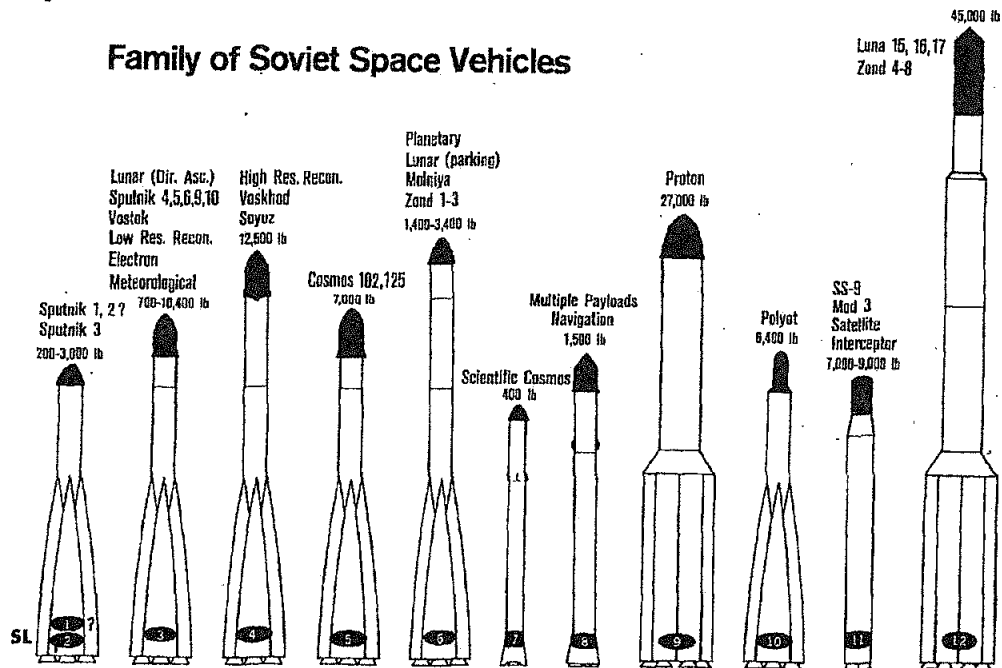 Family of Soviet Space Vehicles
Sputnik 1, 2?
Sputnik 3
200-3,000 lb
Lunar (Dir. Asc.)
Sputnik 4,5,6,9,10
Vostok
Low Res. Recon.
Electron
Meteorological
700-10,400 lb
High Res. Recon.
Voskhod
Soyuz
12,500 lb
Cosmos 102,125
7,000 lb
Planetary
Lunar (parking)
Molniya
Zond 1-3
1,400-3,400 lb
Scientific Cosmos
400 lb
Multiple Payloads
Navigation
1,500 lb
Proton
27,000 lb
Polyot
6,400 lb
SS-9
Mod 3
Satellite
Interceptor
7,000-9,000 lb
45,000 lb
Luna 15, 16,17
Zond 4-8
SL
1 ?
2
3
4
5
6
7
8
9
10
11
12